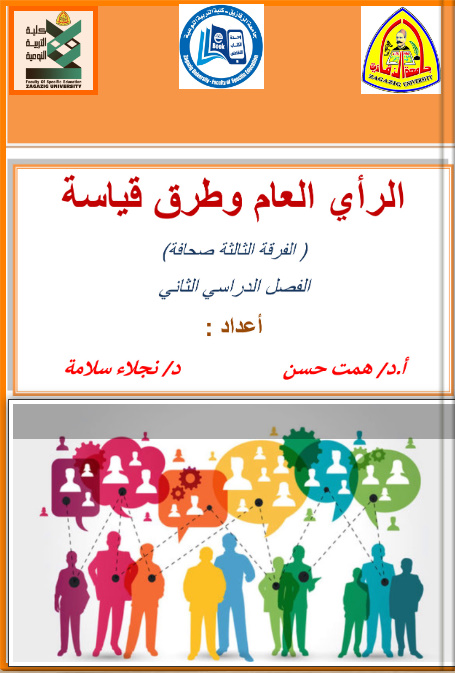 كلية
التربية
النوعية
Faculty Of Specific Education
ZAGAZIG UNIVERSITY
جامعة الزقازيق - كلية التربية النوعية
Book
Zagazig University - Faculty of Specific Education
جامعة الزقازيق
ZAGAZIG UNIVERSITY
الرأي العام وطرق قياسة
( الفرقة الثالثة صحافة)
الفصل الدراسي الثاني
أعداد :
أ.د/ همت حسن د/ نجلاء سلامة